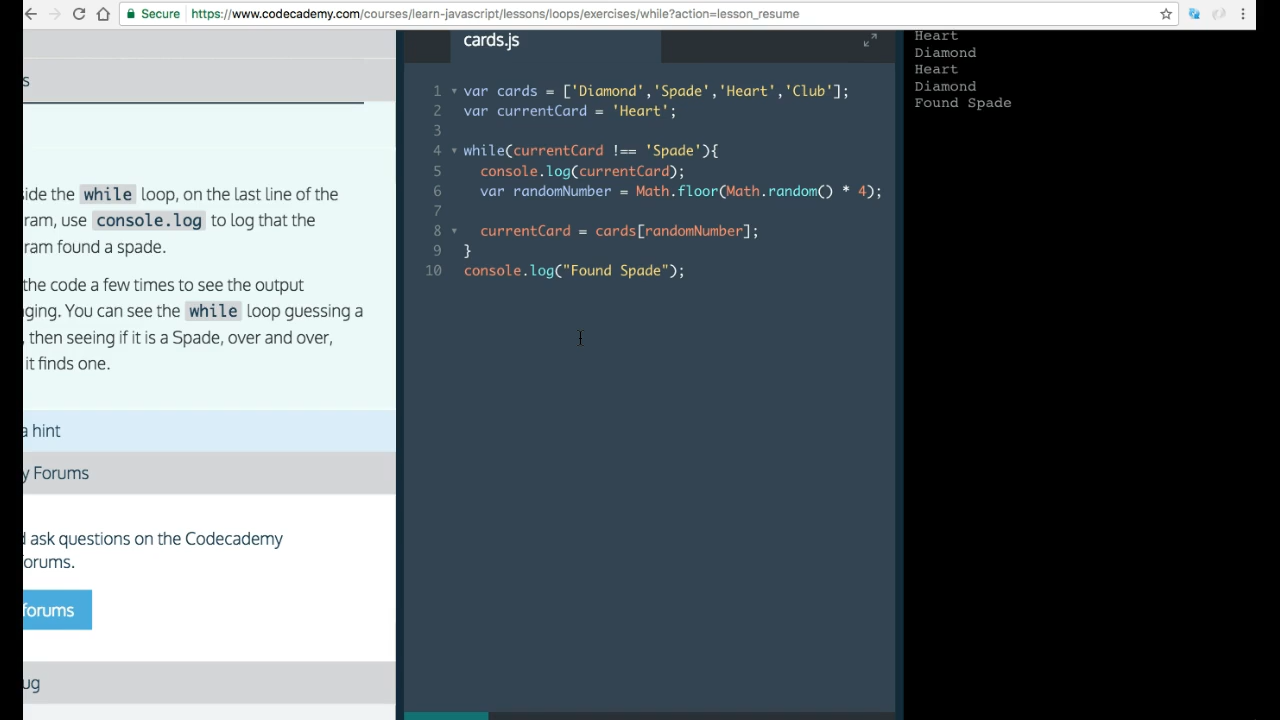 Secure https://www.codecademy.com/courses/learn-javascript/lessons/loops/exercises/while?action=lesson_resume
s
side the while loop, on the last line of the
ram, use console.log to log that the
ram found a spade.
the code a few times to see the output
nging. You can see the while loop guessing a
, then seeing if it is a Spade, over and over,
it finds one.
a hint
y Forums
d ask questions on the Codecademy
forums.
forums
ug
cards.js
1 var cards = ['Diamond','Spade','Heart','Club'];
2 var currentCard = 'Heart';
3
4 while(currentCard !== 'Spade'){
5 console.log(currentCard);
6 var randomNumber = Math.floor(Math.random() * 4);
7
8 currentCard = cards[randomNumber];
9 }
10 console.log("Found Spade");
Heart
Diamond
Heart
Diamond
Found Spade